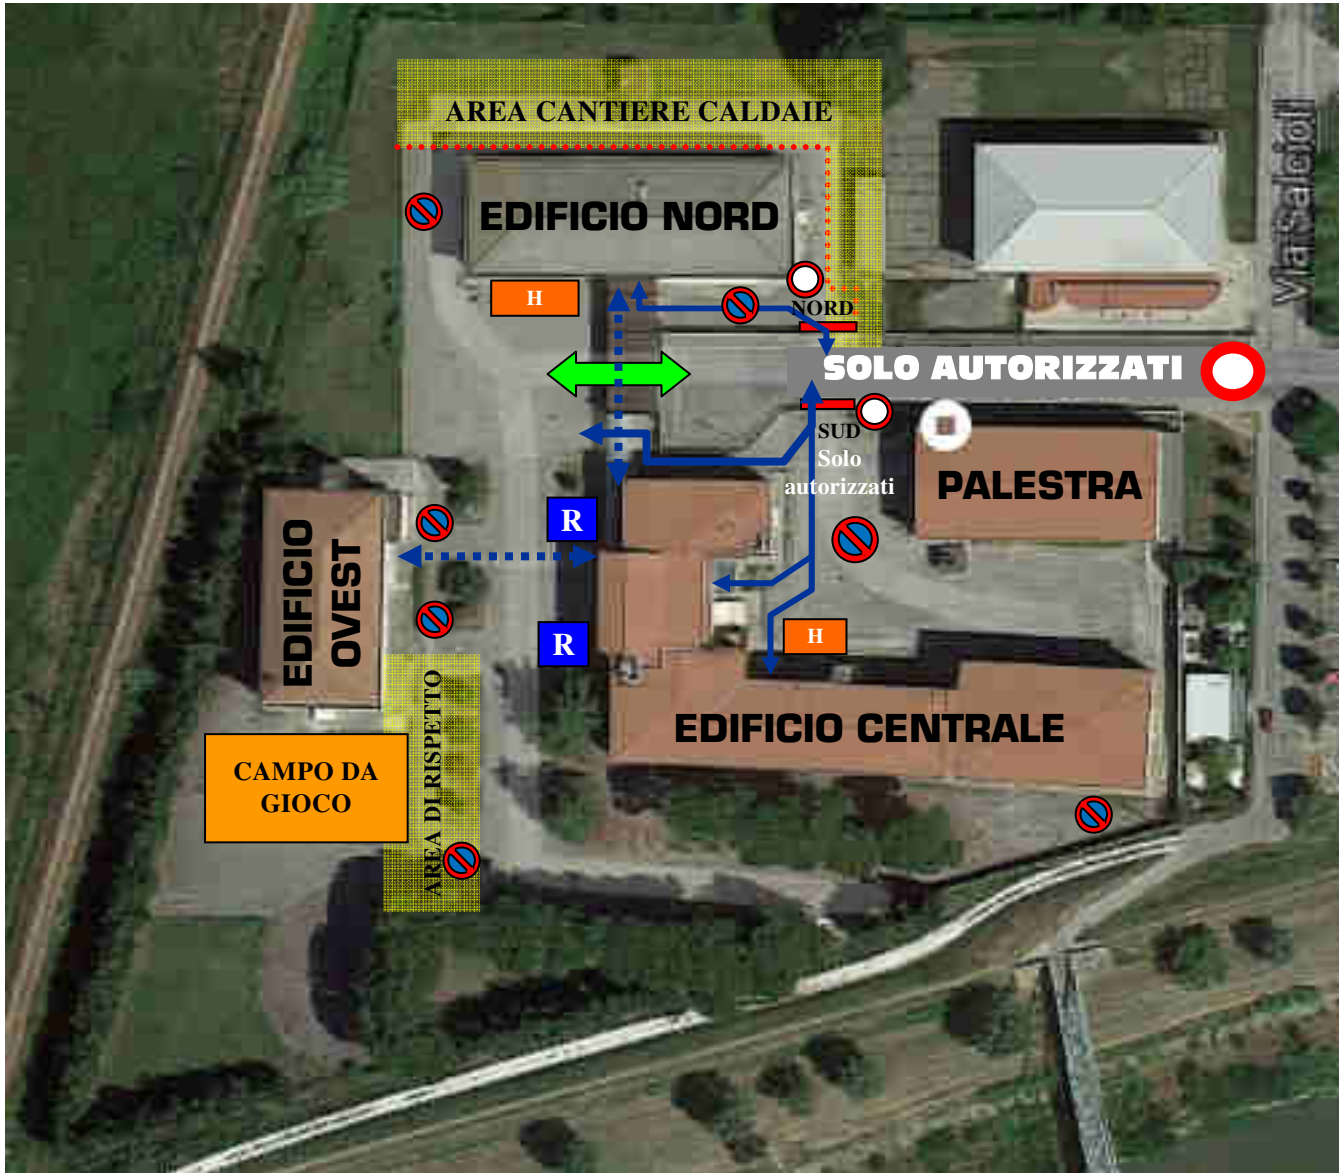 AREA CANTIERE CALDAIE
EDIFICIO NORD
Via Salcioli
H
NORD
SOLO AUTORIZZATI
SUD
Solo
autorizzati
PALESTRA
R
EDIFICIO
OVEST
R
H
AREA DI RISPETTO
EDIFICIO CENTRALE
CAMPO DA
GIOCO